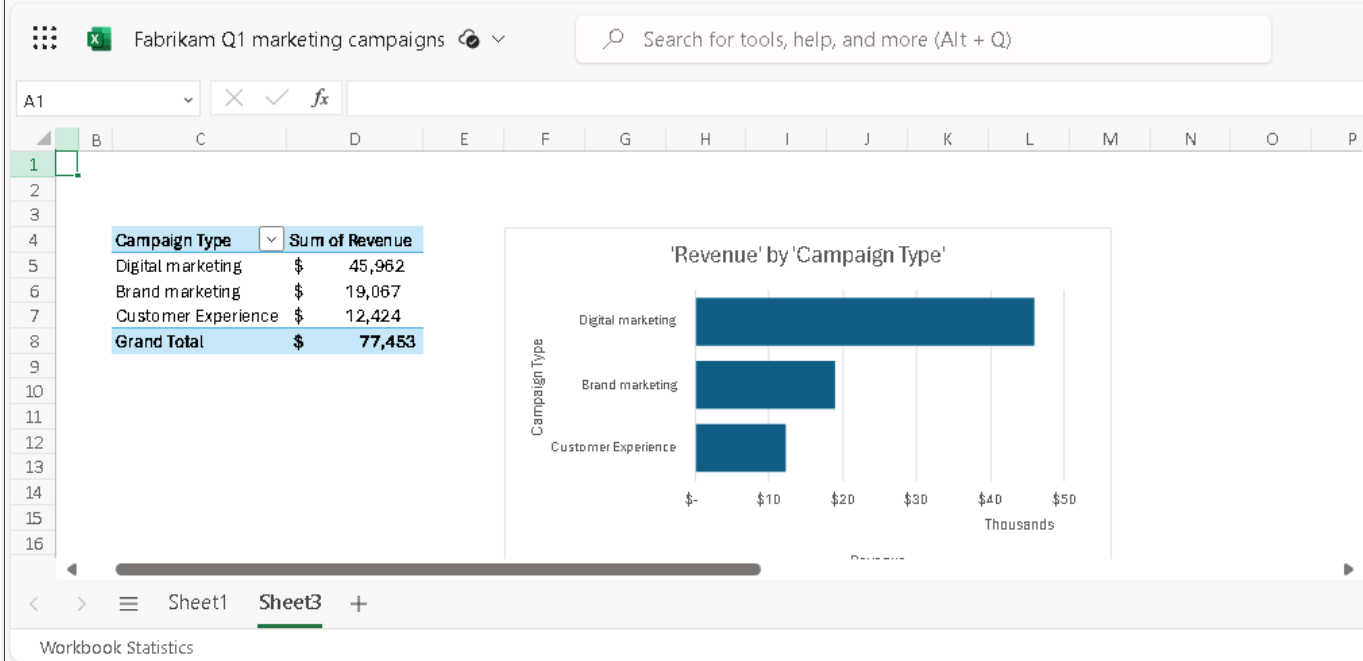 Fabrikam Q1 marketing campaigns
Search for tools, help, and more (Alt + Q)
A1
fx
B C D E F G H I J K L M N O P
1
2
3
4 Campaign Type Sum of Revenue
5 Digital marketing $ 45,962
6 Brand marketing $ 19,067
7 Customer Experience $ 12,424
8 Grand Total $ 77,453
9
10
11
12
13
14
15
16
'Revenue' by 'Campaign Type'
Campaign Type
Digital marketing
Brand marketing
Customer Experience
$- $10 $20 $30 $40 $50
Thousands
Sheet1 Sheet3 +
Workbook Statistics